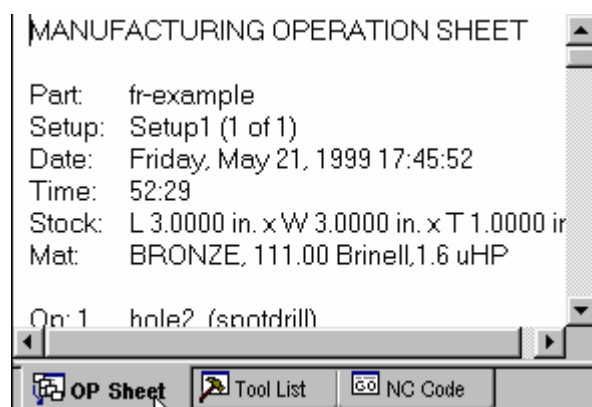 MANUFACTURING OPERATION SHEET
Part: fr-example
Setup: Setup1 (1 of 1)
Date: Friday, May 21, 1999 17:45:52
Time: 52:29
Stock: L 3.0000 in. x W 3.0000 in. x T 1.0000 in
Mat: BRONZE, 111.00 Brinell,1.6 uHP
Op: 1 hole2 (spotdrill)
OP Sheet Tool List GO NC Code